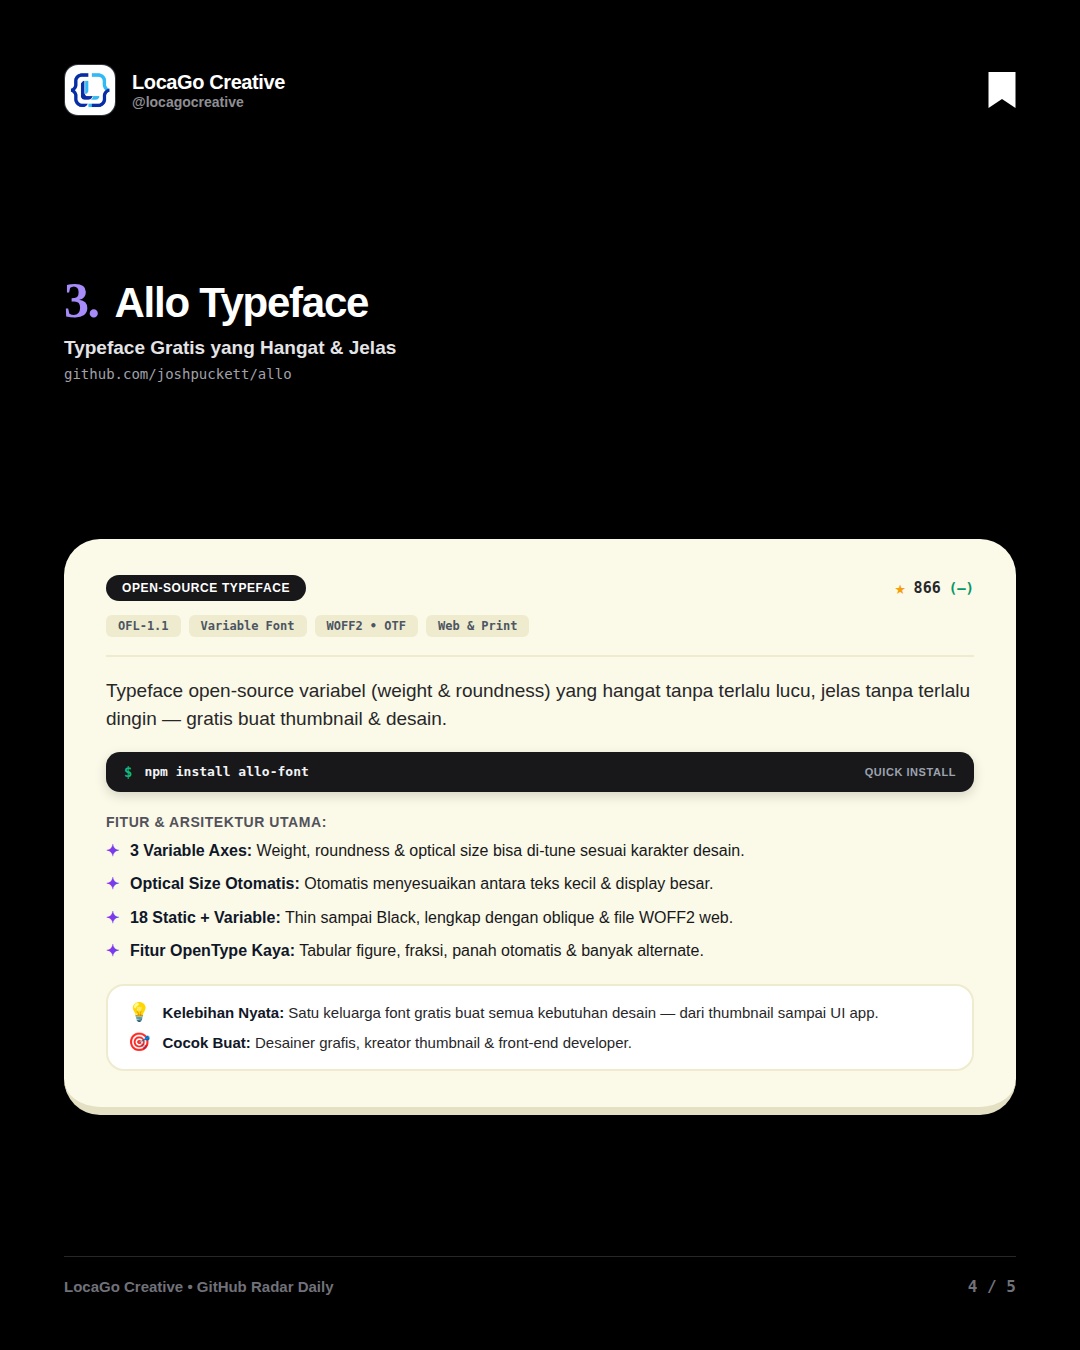 LocaGo Creative
@locagocreative
3. Allo Typeface
Typeface Gratis yang Hangat & Jelas
github.com/joshpuckett/allo
OPEN-SOURCE TYPEFACE
★ 866 (—)
OFL-1.1 Variable Font WOFF2 • OTF Web & Print
Typeface open-source variabel (weight & roundness) yang hangat tanpa terlalu lucu, jelas tanpa terlalu
dingin — gratis buat thumbnail & desain.
$ npm install allo-font QUICK INSTALL
FITUR & ARSITEKTUR UTAMA:
✦ 3 Variable Axes: Weight, roundness & optical size bisa di-tune sesuai karakter desain.
✦ Optical Size Otomatis: Otomatis menyesuaikan antara teks kecil & display besar.
✦ 18 Static + Variable: Thin sampai Black, lengkap dengan oblique & file WOFF2 web.
✦ Fitur OpenType Kaya: Tabular figure, fraksi, panah otomatis & banyak alternate.
💡 Kelebihan Nyata: Satu keluarga font gratis buat semua kebutuhan desain — dari thumbnail sampai UI app.
🎯 Cocok Buat: Desainer grafis, kreator thumbnail & front-end developer.
LocaGo Creative • GitHub Radar Daily
4 / 5